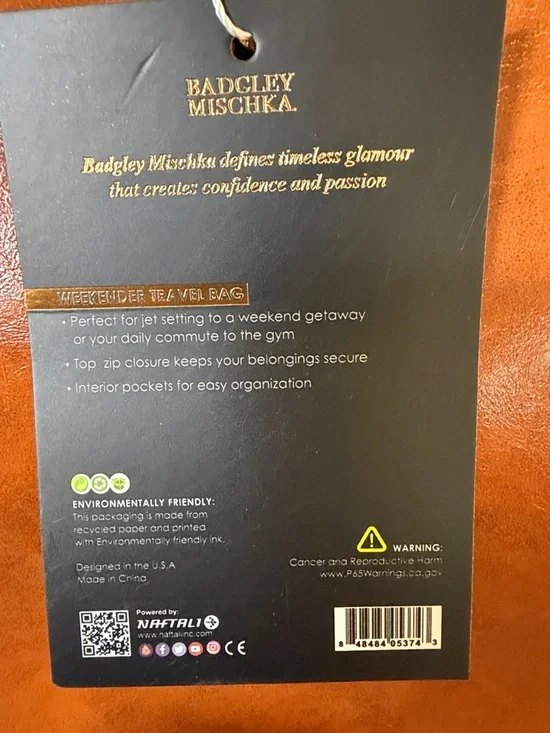 BADGLEY
MISCHKA.
Badgley Mischka defines timeless glamour
that creates confidence and passion
WEEKENDER TRAVEL BAG
• Perfect for jet setting to a weekend getaway
or your daily commute to the gym
• Top zip closure keeps your belongings secure
• Interior pockets for easy organization
ENVIRONMENTALLY FRIENDLY:
This packaging is made from
recycled paper and printed
with Environmentally friendly ink.
Designed in the U.S.A
Made in China
WARNING:
Cancer and Reproductive Harm
www.P65Warnings.ca.gov
Powered by:
NAFTALI
www.naftaliinc.com
CE
8 48484 05374 3